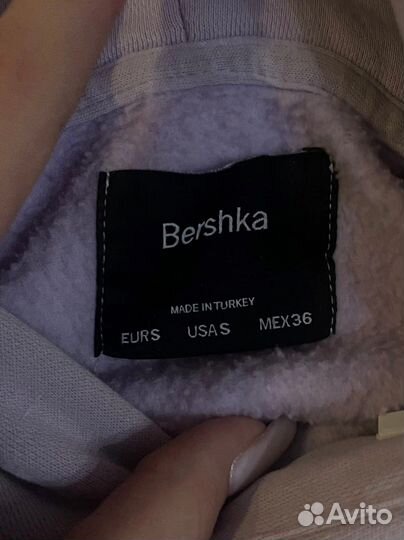 Bershka
MADE IN TURKEY
EUR S USA S MEX 36
Avito